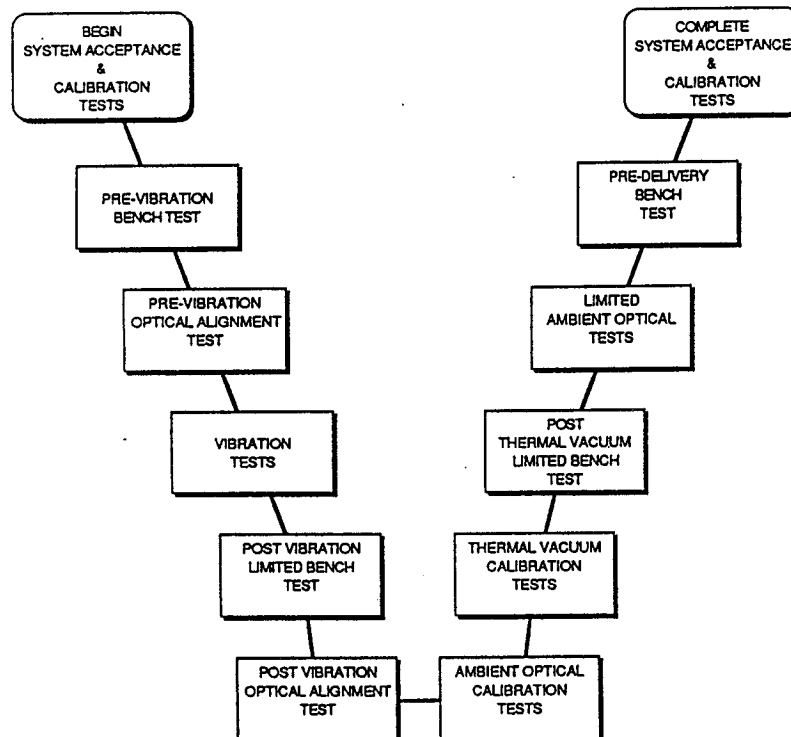 BEGIN
SYSTEM ACCEPTANCE
&
CALIBRATION
TESTS
PRE-VIBRATION
BENCH TEST
PRE-VIBRATION
OPTICAL ALIGNMENT
TEST
VIBRATION
TESTS
POST VIBRATION
LIMITED BENCH
TEST
POST VIBRATION
OPTICAL ALIGNMENT
TEST
AMBIENT OPTICAL
CALIBRATION
TESTS
THERMAL VACUUM
CALIBRATION
TESTS
POST
THERMAL VACUUM
LIMITED BENCH
TEST
LIMITED
AMBIENT OPTICAL
TESTS
PRE-DELIVERY
BENCH
TEST
COMPLETE
SYSTEM ACCEPTANCE
&
CALIBRATION
TESTS